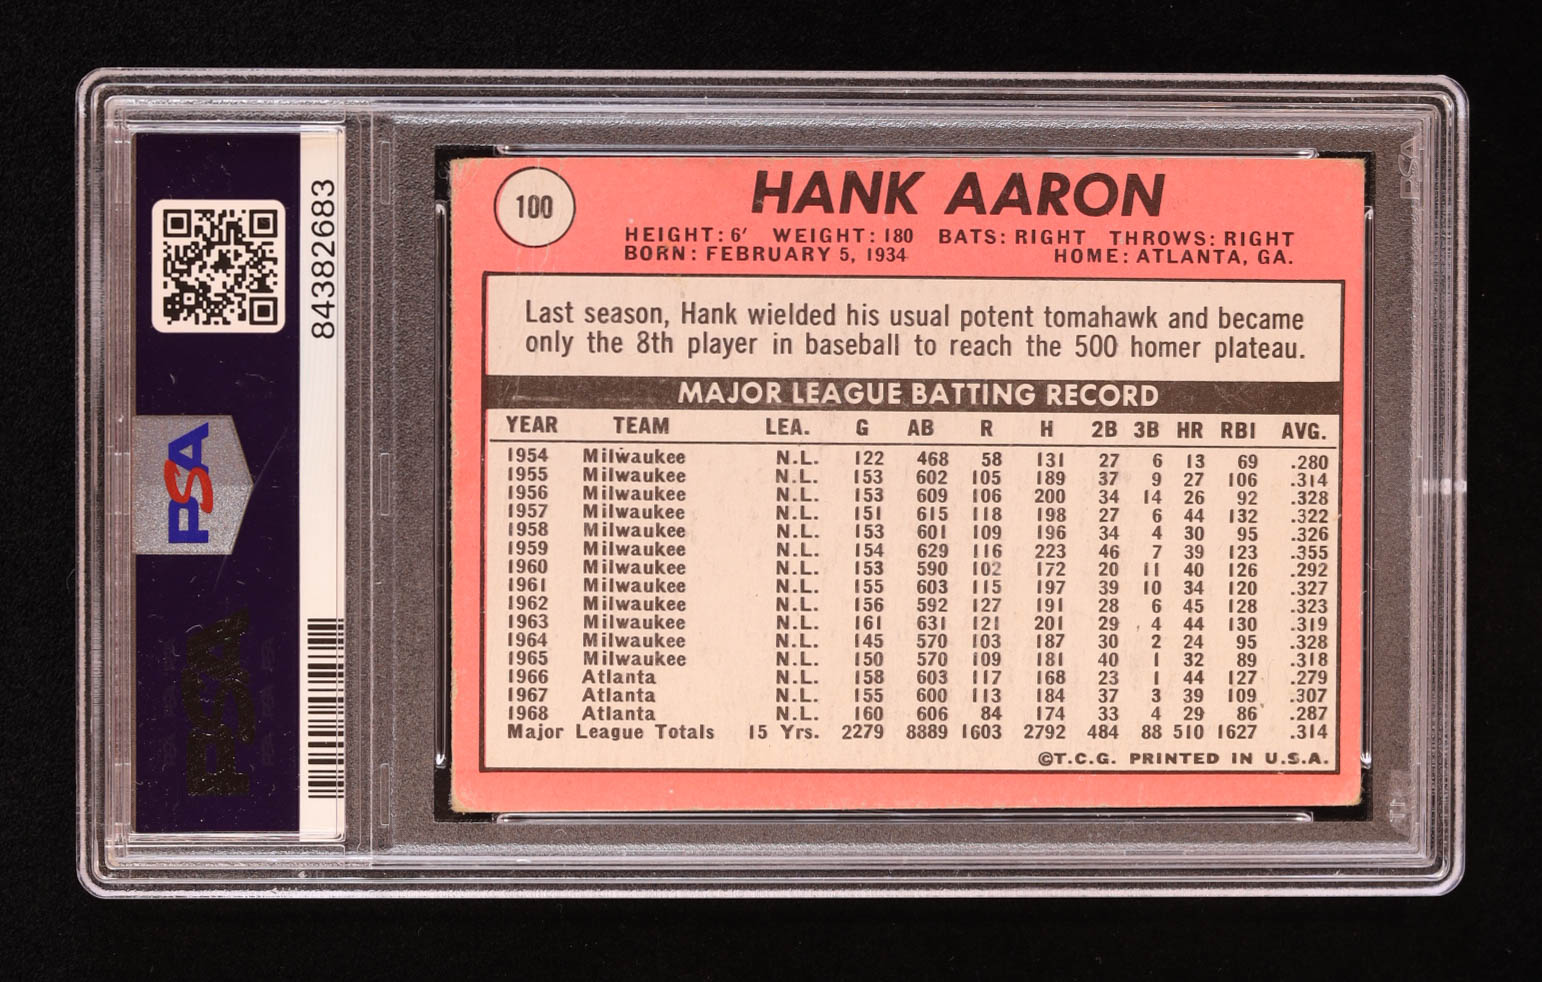 84382683
PSA
PSA
100
HANK AARON
HEIGHT: 6' WEIGHT: 180 BATS: RIGHT THROWS: RIGHT
BORN: FEBRUARY 5, 1934 HOME: ATLANTA, GA.
Last season, Hank wielded his usual potent tomahawk and became
only the 8th player in baseball to reach the 500 homer plateau.
MAJOR LEAGUE BATTING RECORD
YEAR TEAM LEA. G AB R H 2B 3B HR RBI AVG.
1954 Milwaukee N.L. 122 468 58 131 27 6 13 69 .280
1955 Milwaukee N.L. 153 602 105 189 37 9 27 106 .314
1956 Milwaukee N.L. 153 609 106 200 34 14 26 92 .328
1957 Milwaukee N.L. 151 615 118 198 27 6 44 132 .322
1958 Milwaukee N.L. 153 601 109 196 34 4 30 95 .326
1959 Milwaukee N.L. 154 629 116 223 46 7 39 123 .355
1960 Milwaukee N.L. 153 590 102 172 20 11 40 126 .292
1961 Milwaukee N.L. 155 603 115 197 39 10 34 120 .327
1962 Milwaukee N.L. 156 592 127 191 28 6 45 128 .323
1963 Milwaukee N.L. 161 631 121 201 29 4 44 130 .319
1964 Milwaukee N.L. 145 570 103 187 30 2 24 95 .328
1965 Milwaukee N.L. 150 570 109 181 40 1 32 89 .318
1966 Atlanta N.L. 158 603 117 168 23 1 44 127 .279
1967 Atlanta N.L. 155 600 113 184 37 3 39 109 .307
1968 Atlanta N.L. 160 606 84 174 33 4 29 86 .287
Major League Totals 15 Yrs. 2279 8889 1603 2792 484 88 510 1627 .314
©T.C.G. PRINTED IN U.S.A.
PSA